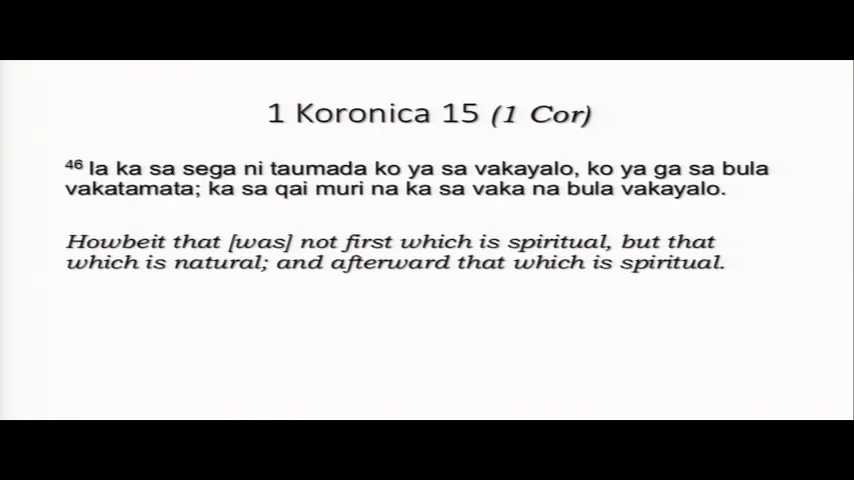 1 Koronica 15 (1 Cor)
46 Ia ka sa sega ni taumada ko ya sa vakayalo, ko ya ga sa bula
vakatamata; ka sa qai muri na ka sa vaka na bula vakayalo.
Howbeit that [was] not first which is spiritual, but that
which is natural; and afterward that which is spiritual.